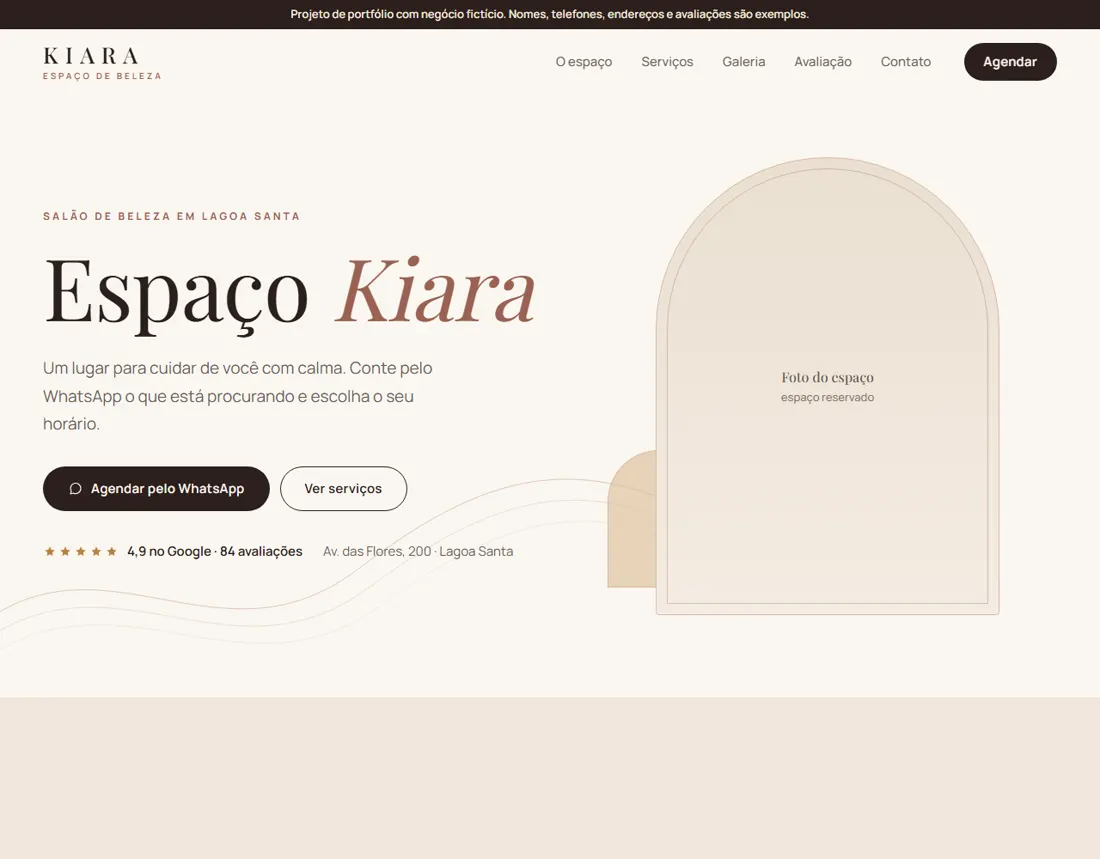 Projeto de portfólio com negócio fictício. Nomes, telefones, endereços e avaliações são exemplos.
KIARA
ESPAÇO DE BELEZA
O espaço
Serviços
Galeria
Avaliação
Contato
Agendar
SALÃO DE BELEZA EM LAGOA SANTA
Espaço Kiara
Um lugar para cuidar de você com calma. Conte pelo
WhatsApp o que está procurando e escolha o seu
horário.
Agendar pelo WhatsApp
Ver serviços
4,9 no Google · 84 avaliações
Av. das Flores, 200 · Lagoa Santa
Foto do espaço
espaço reservado